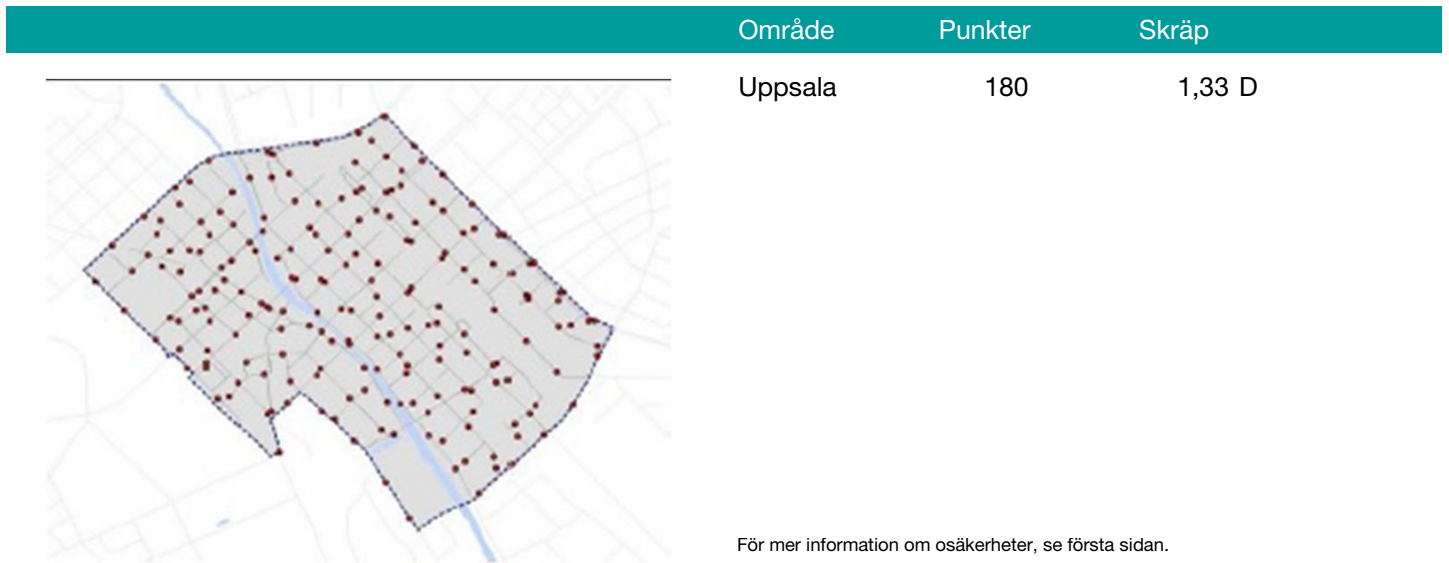 Område Punkter Skräp
Uppsala 180 1,33 D
För mer information om osäkerheter, se första sidan.